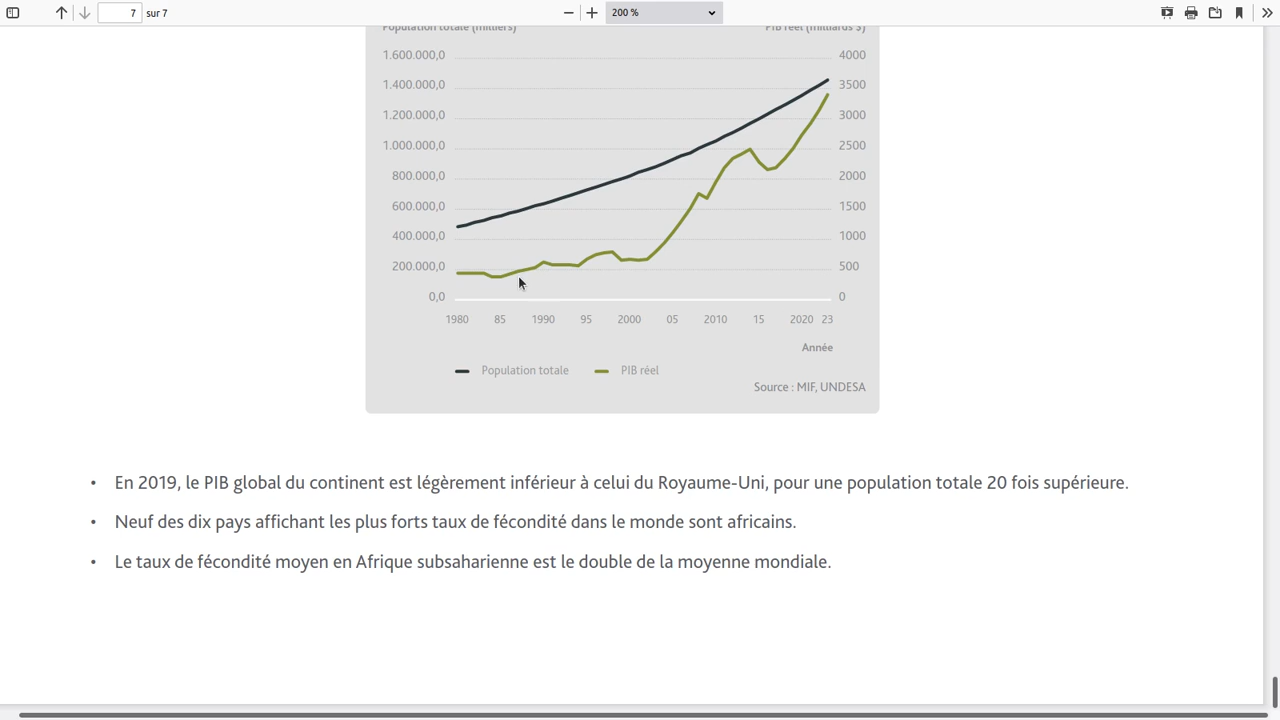 7 sur 7 200 %
Population totale (milliers) PIB réel (milliards $)
1.600.000,0 4000
1.400.000,0 3500
1.200.000,0 3000
1.000.000,0 2500
800.000,0 2000
600.000,0 1500
400.000,0 1000
200.000,0 500
0,0 0
1980 85 1990 95 2000 05 2010 15 2020 23
Année
Population totale PIB réel
Source : MIF, UNDESA
• En 2019, le PIB global du continent est légèrement inférieur à celui du Royaume-Uni, pour une population totale 20 fois supérieure.
• Neuf des dix pays affichant les plus forts taux de fécondité dans le monde sont africains.
• Le taux de fécondité moyen en Afrique subsaharienne est le double de la moyenne mondiale.